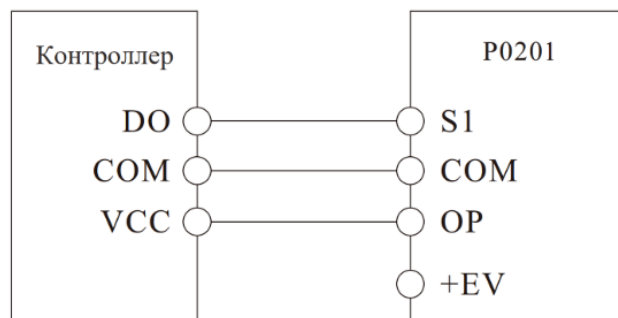 Контроллер
P0201
DO
S1
COM
COM
VCC
OP
+EV